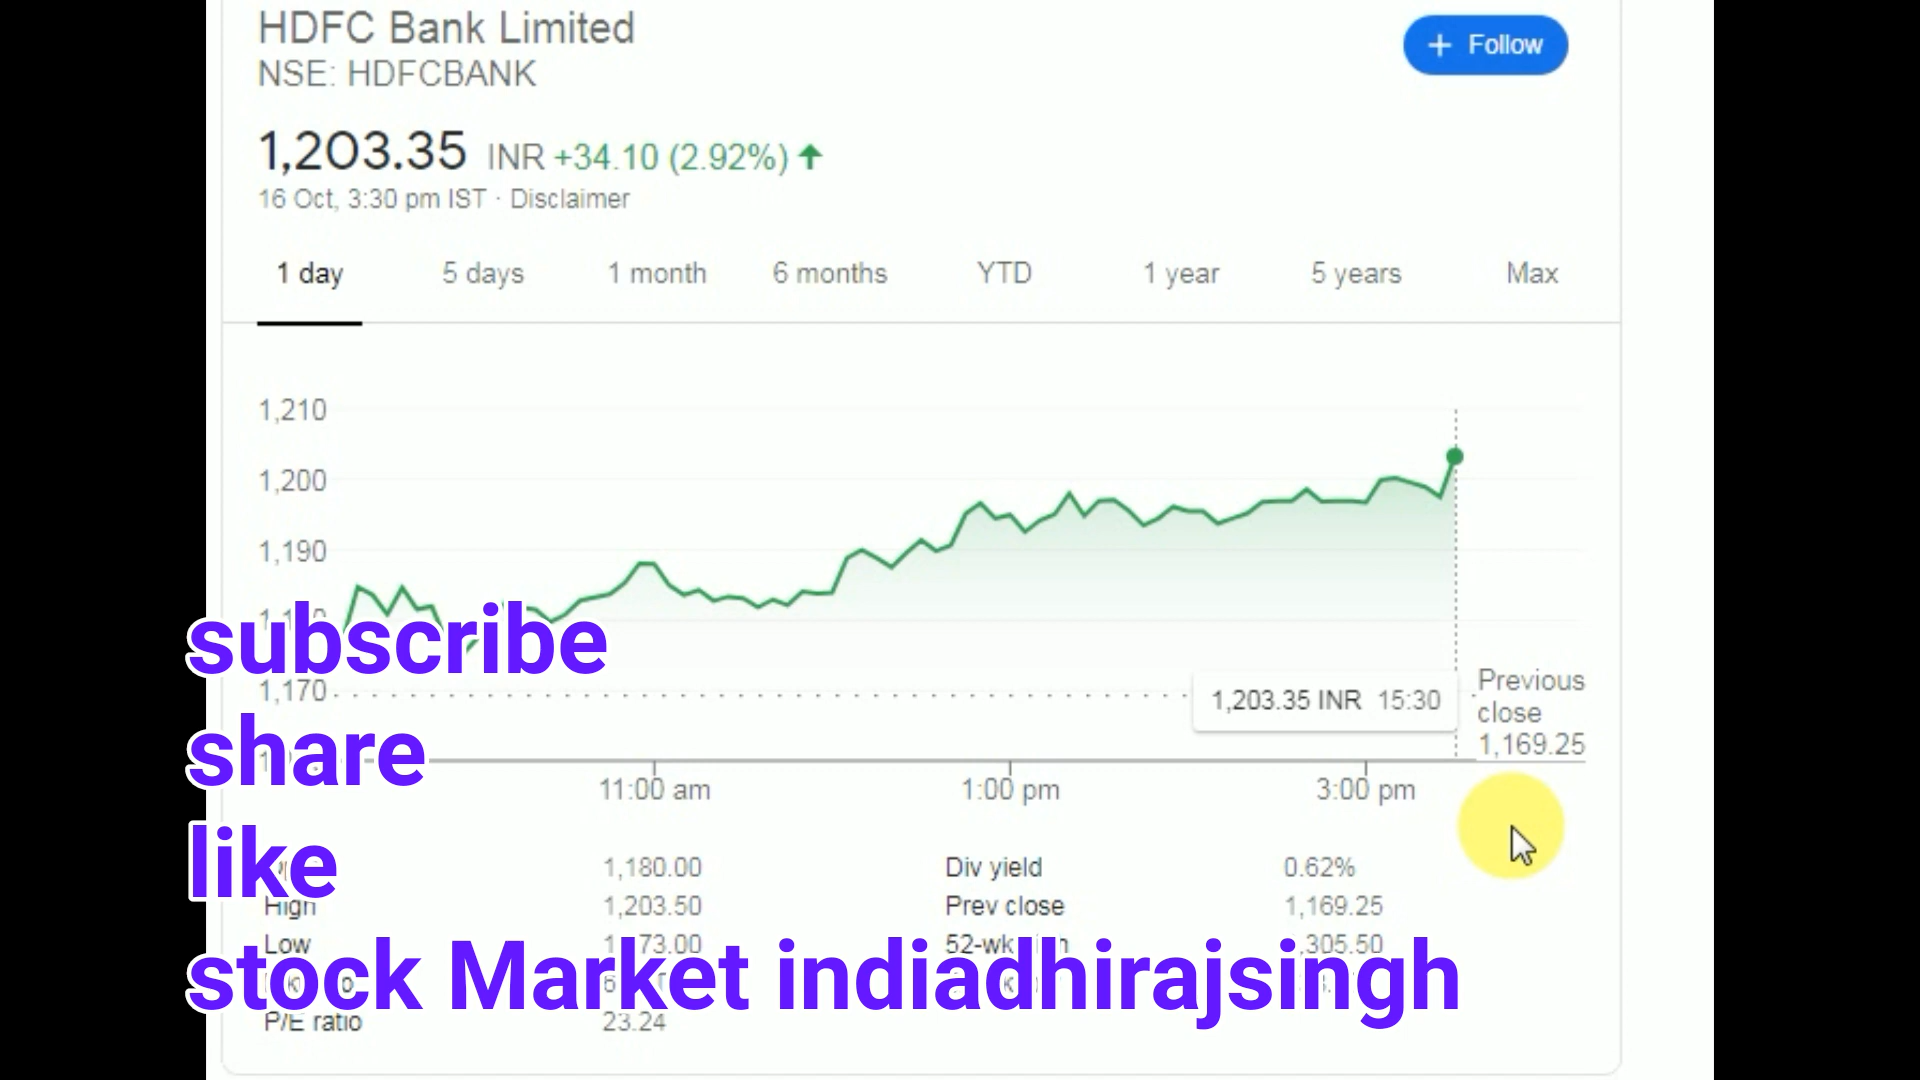 HDFC Bank Limited
NSE: HDFCBANK
+ Follow
1,203.35 INR +34.10 (2.92%)
16 Oct, 3:30 pm IST · Disclaimer
1 day 5 days 1 month 6 months YTD 1 year 5 years Max
1,210
1,200
1,190
subscribe
1,170
1,203.35 INR 15:30
Previous
close
1,169.25
share
11:00 am 1:00 pm 3:00 pm
like
1,180.00 Div yield 0.62%
High 1,203.50 Prev close 1,169.25
Low
stock Market indiadhirajsingh
P/E ratio 23.24